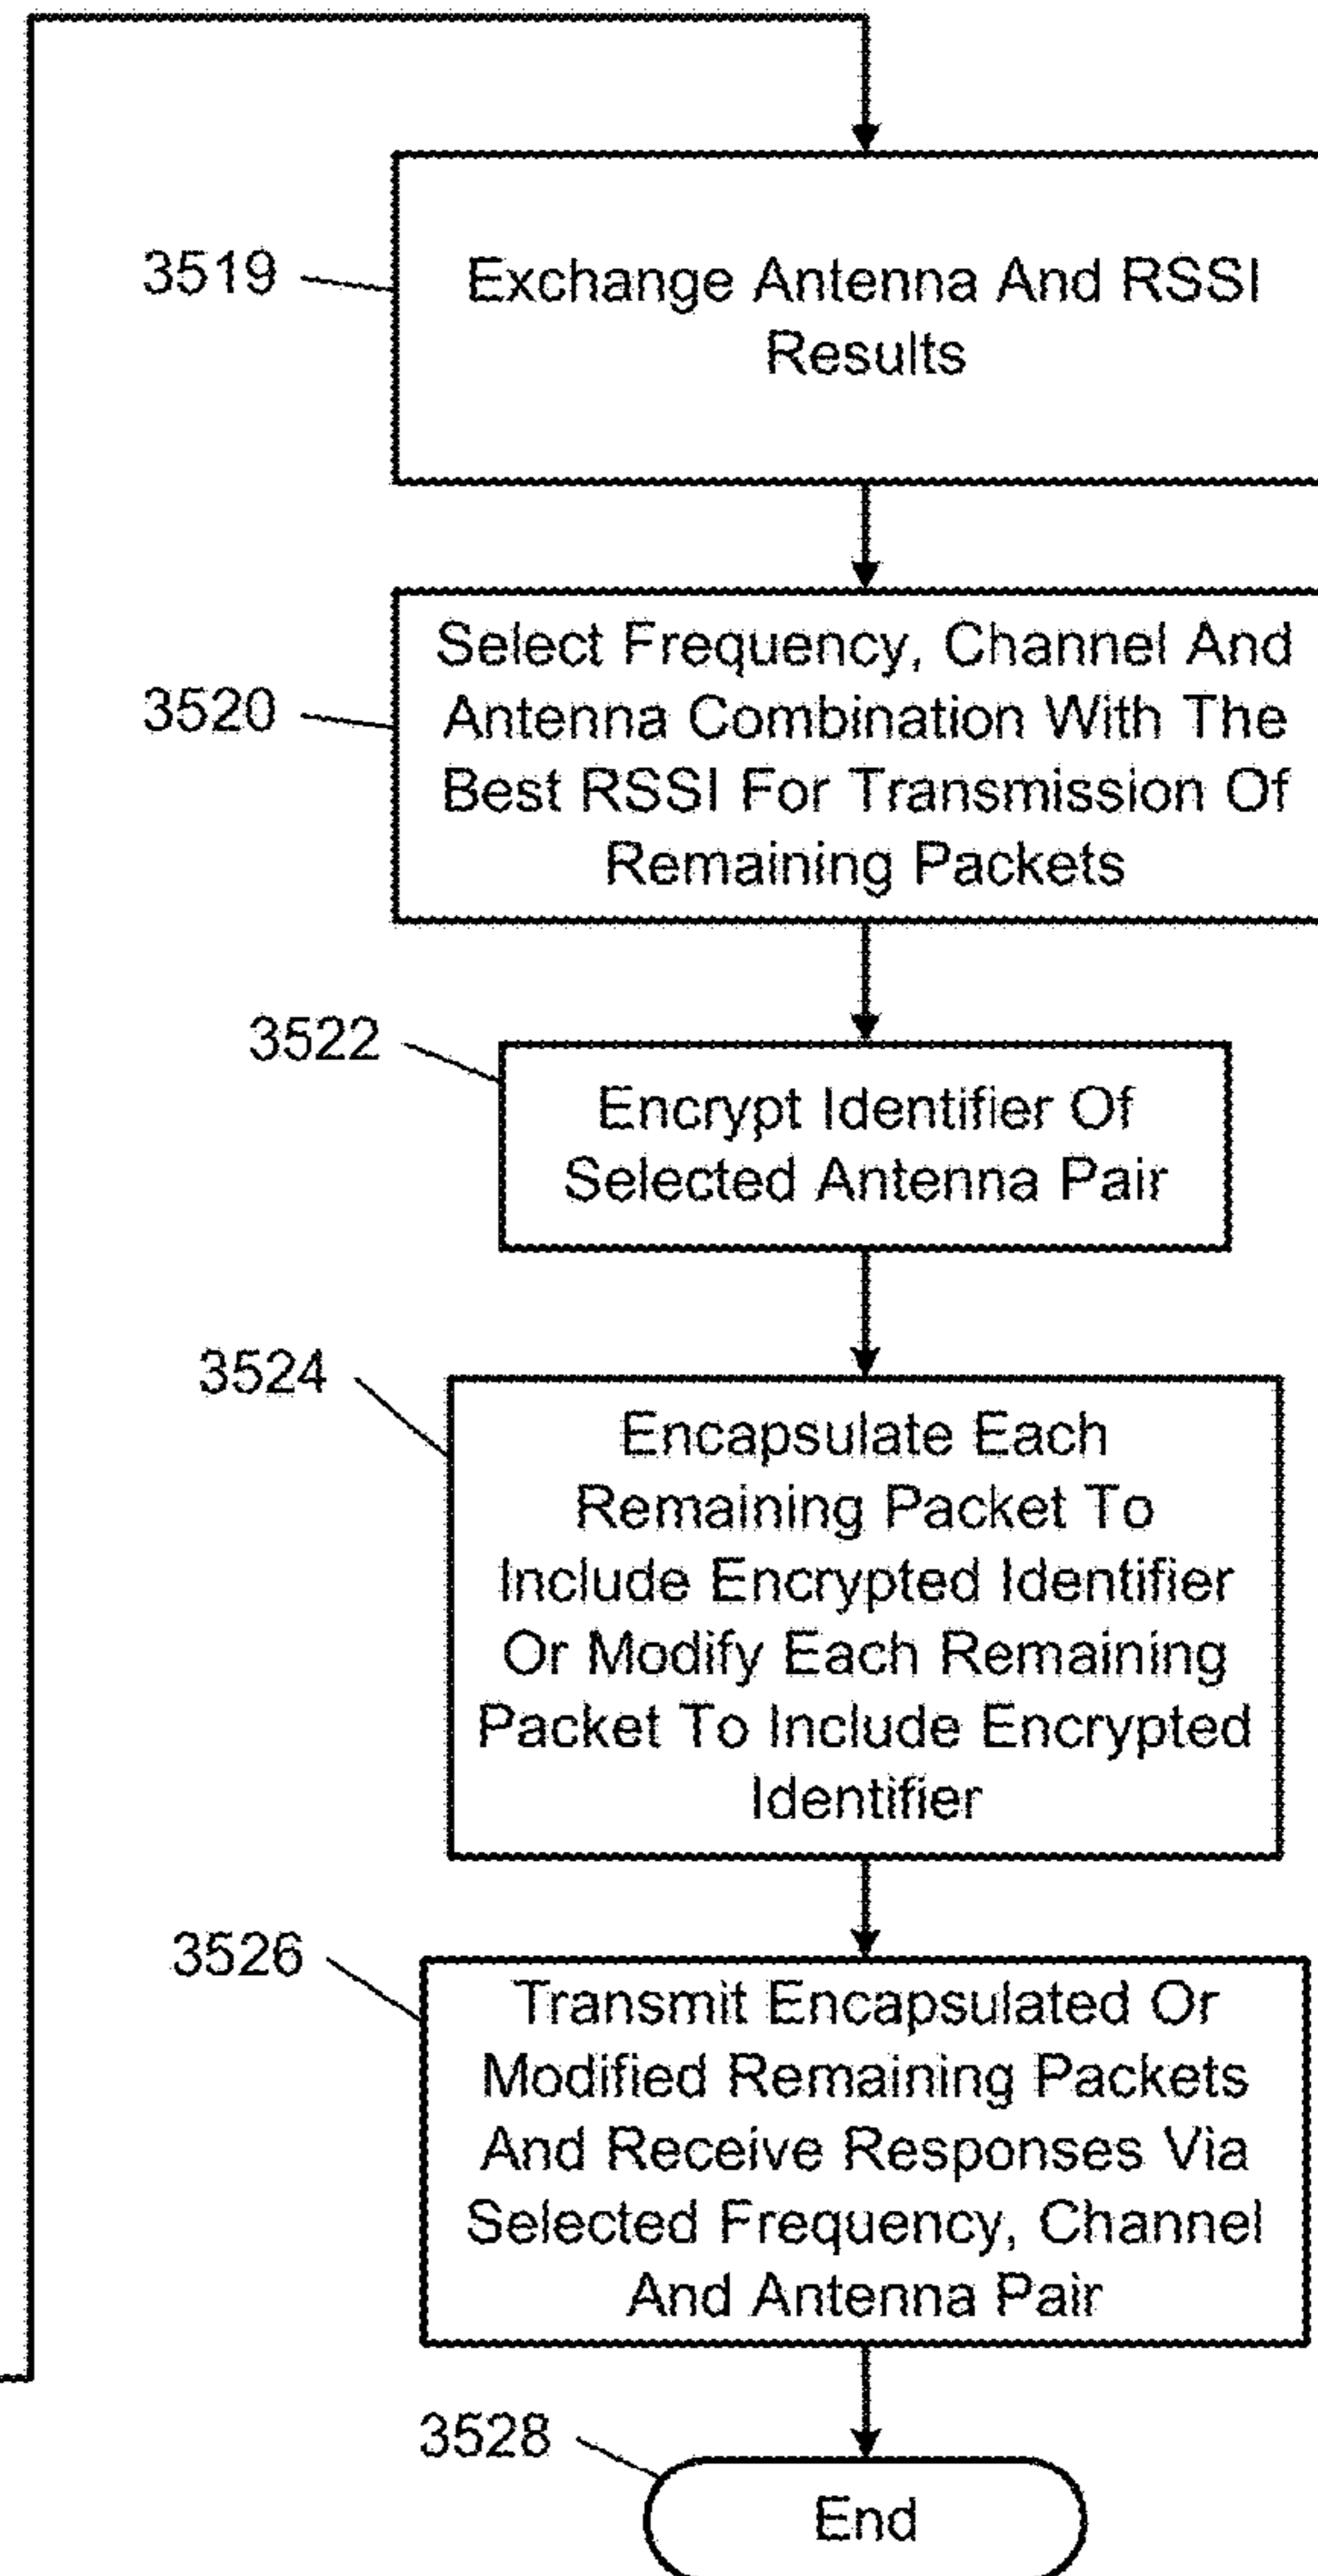 3519
Exchange Antenna And RSSI
Results
3520
Select Frequency, Channel And
Antenna Combination With The
Best RSSI For Transmission Of
Remaining Packets
3522
Encrypt Identifier Of
Selected Antenna Pair
3524
Encapsulate Each
Remaining Packet To
Include Encrypted Identifier
Or Modify Each Remaining
Packet To Include Encrypted
Identifier
3526
Transmit Encapsulated Or
Modified Remaining Packets
And Receive Responses Via
Selected Frequency, Channel
And Antenna Pair
3528
End